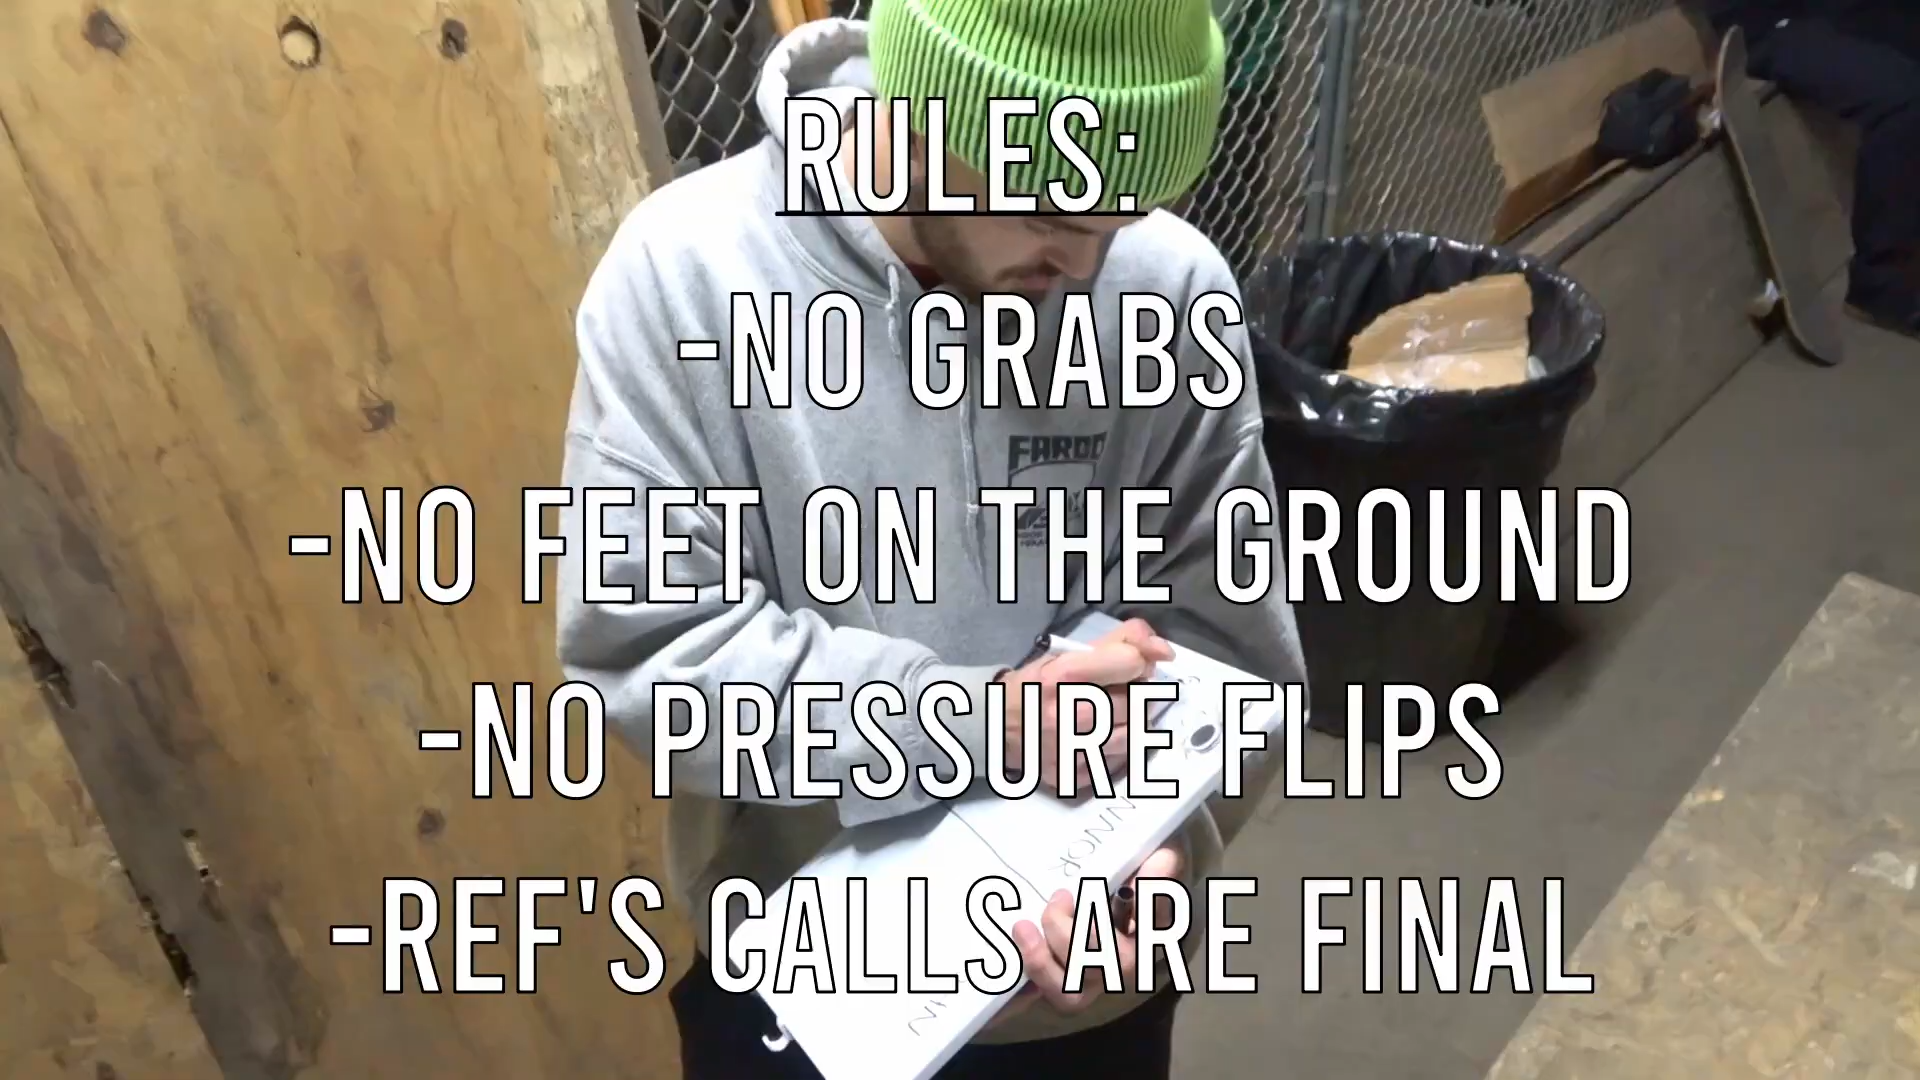 RULES:
-NO GRABS
-NO FEET ON THE GROUND
-NO PRESSURE FLIPS
-REF'S CALLS ARE FINAL